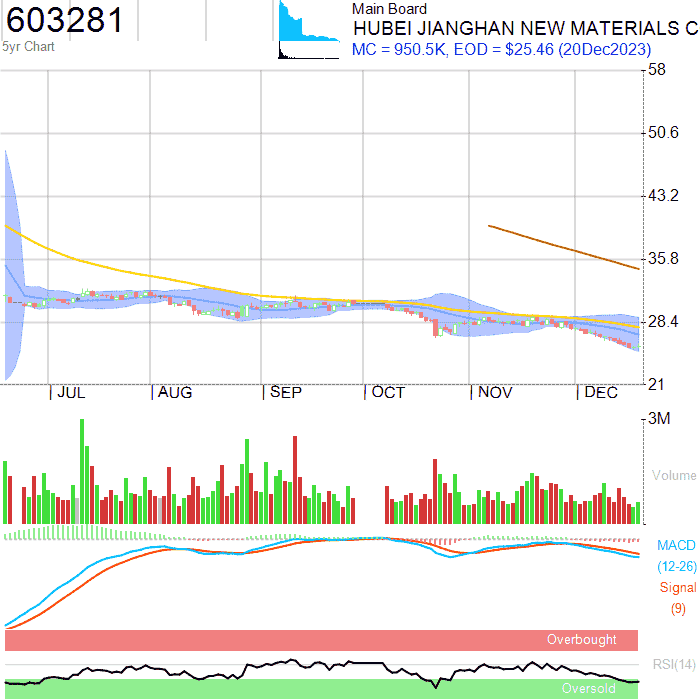 603281
5yr Chart
Main Board
HUBEI JIANGHAN NEW MATERIALS C
MC = 950.5K, EOD = $25.46 (20Dec2023)
58
50.6
43.2
35.8
28.4
21
JUL AUG SEP OCT NOV DEC
3M
Volume
MACD
(12-26)
Signal
(9)
Overbought
RSI(14)
Oversold